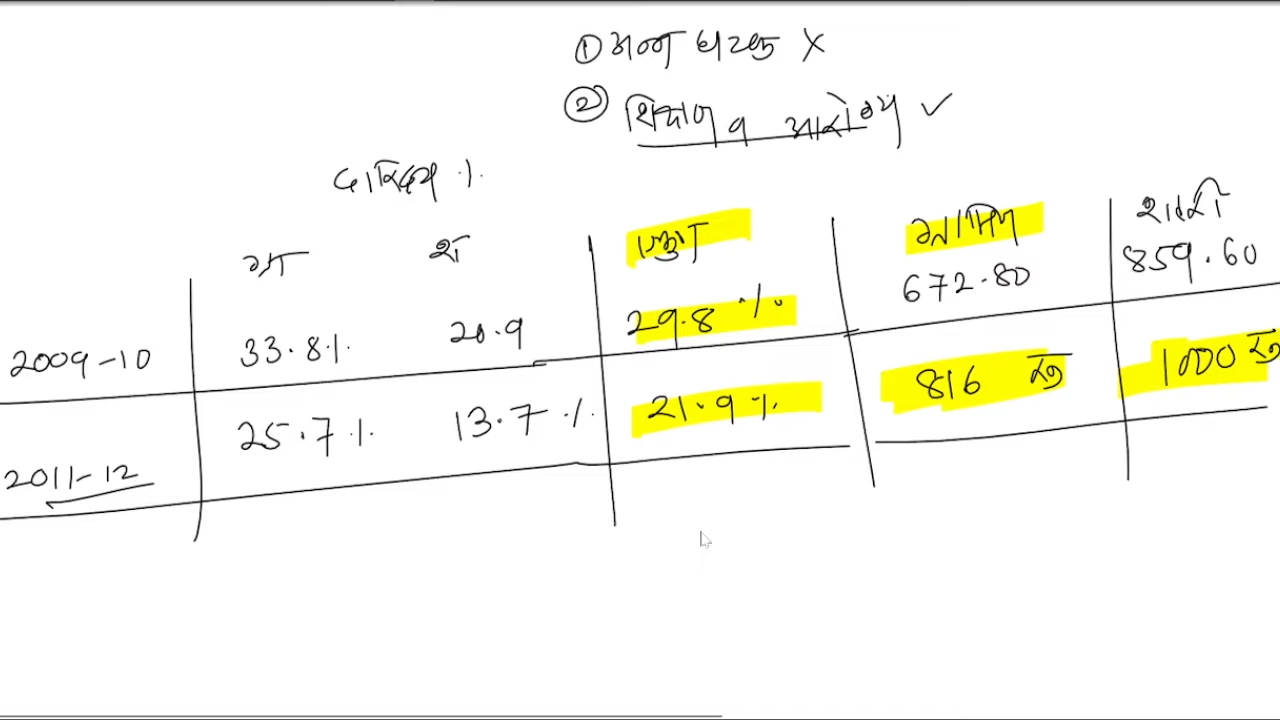 ① अन्न घटक X
② शिक्षण व आरोग्य ✓
दारिद्र्य %
ग्रा श एकूण ग्रामिण शहरी
2009-10 33.8% 20.9 29.8% 672.80 859.60
2011-12 25.7% 13.7% 21.9% 816 रु 1000 रु